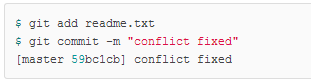 $ git add readme.txt
$ git commit -m "conflict fixed"
[master 59bc1cb] conflict fixed